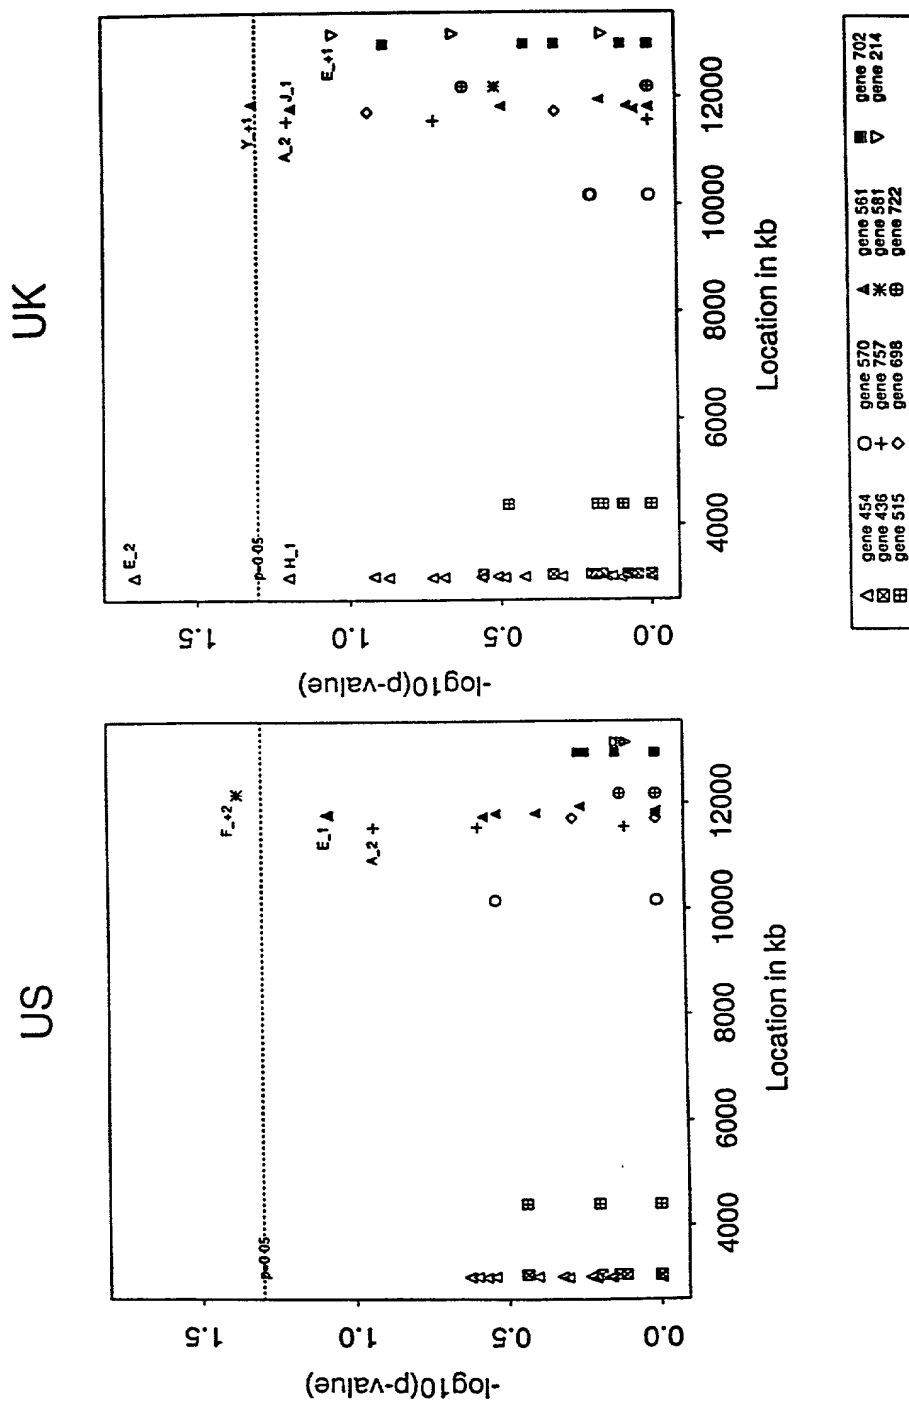 US
UK
F_+2
E_1
A_2
p=0.05
-log10(p-value)
1.5
1.0
0.5
0.0
4000
6000
8000
10000
12000
Location in kb
E_2
H_1
Y_+1
A_2
J_1
E_+1
p=0.05
-log10(p-value)
1.5
1.0
0.5
0.0
4000
6000
8000
10000
12000
Location in kb
gene 454
gene 436
gene 515
gene 570
gene 757
gene 698
gene 561
gene 581
gene 722
gene 702
gene 214